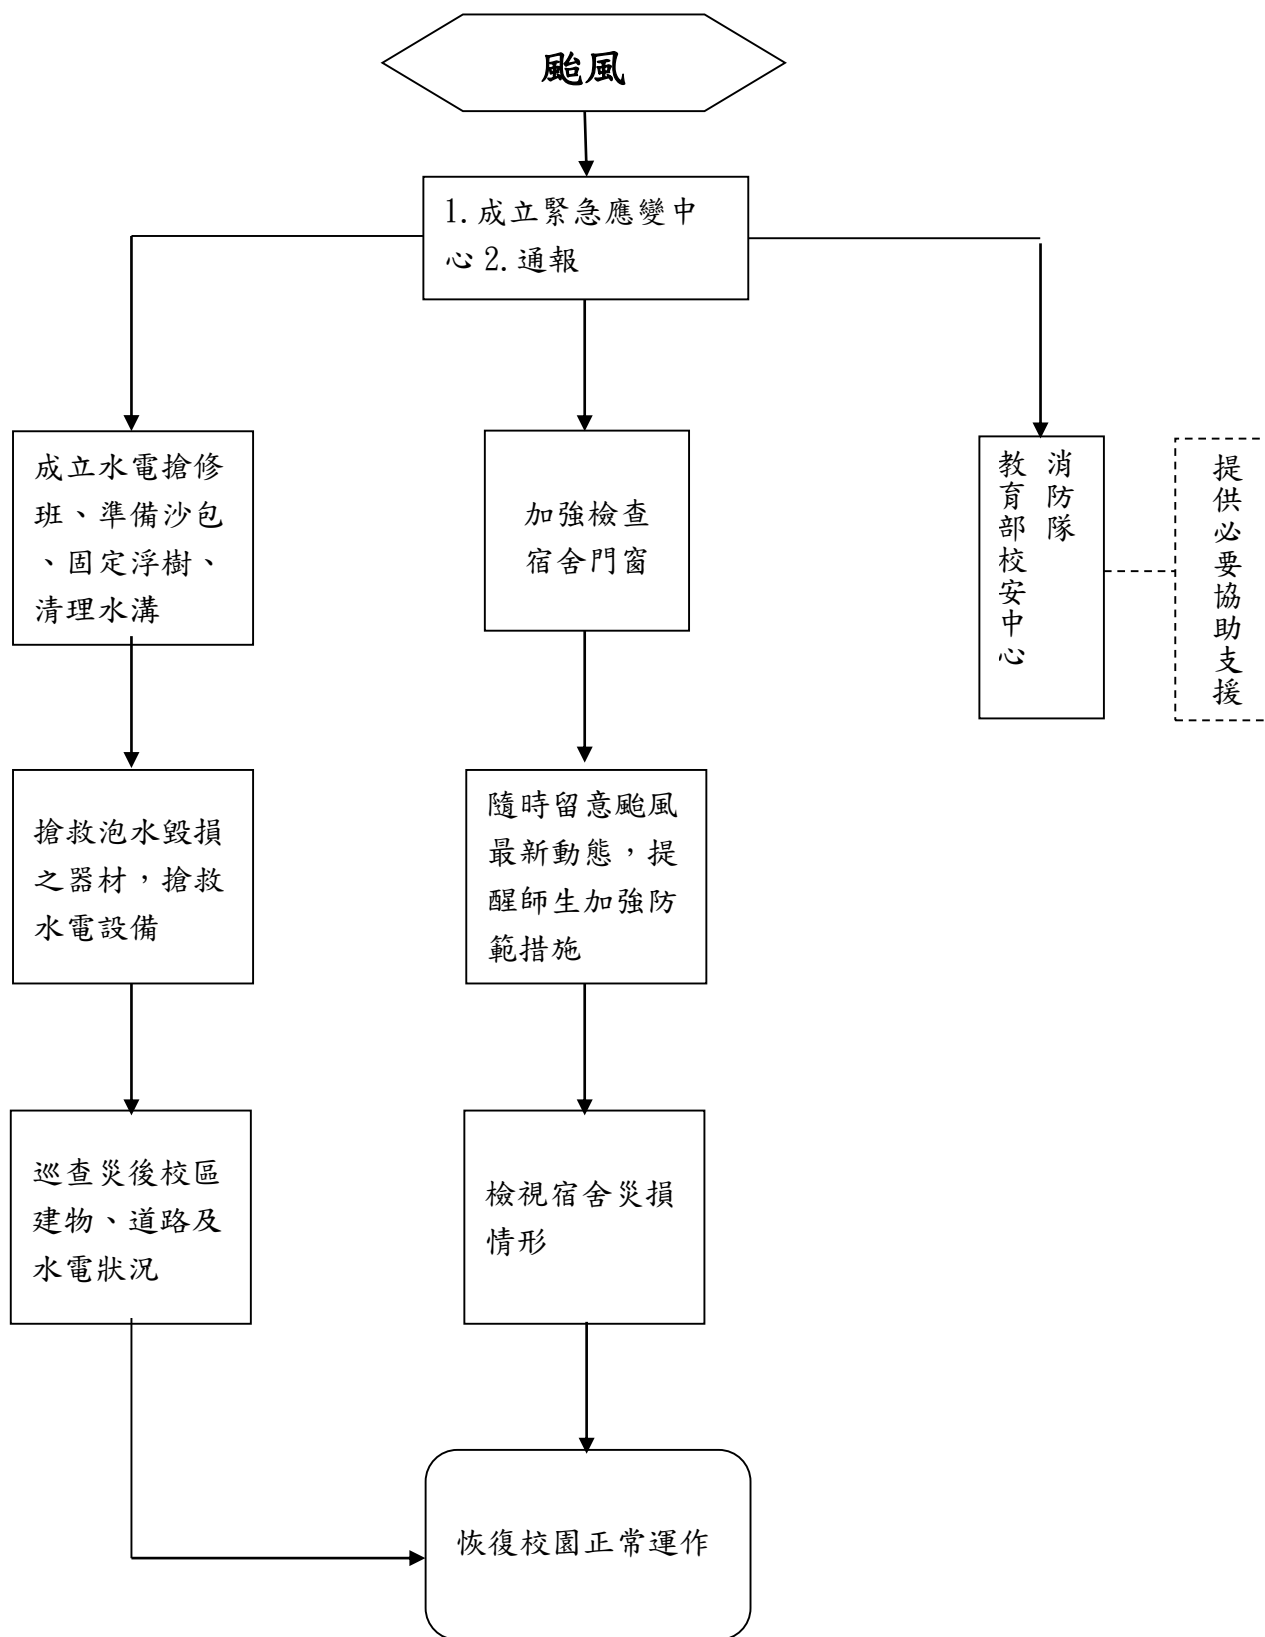 颱風
1.成立緊急應變中
心 2.通報
成立水電搶修
班、準備沙包
、固定浮樹、
清理水溝
加強檢查
宿舍門窗
消防隊
教育部校安中心
提供必要協助支援
搶救泡水毀損
之器材，搶救
水電設備
隨時留意颱風
最新動態，提
醒師生加強防
範措施
巡查災後校區
建物、道路及
水電狀況
檢視宿舍災損
情形
恢復校園正常運作